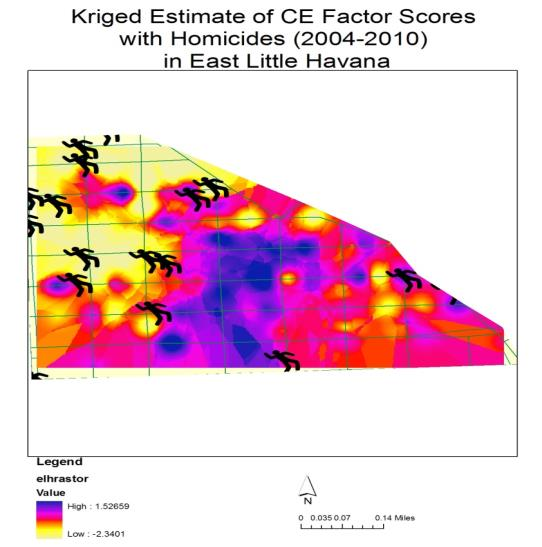 Kriged Estimate of CE Factor Scores
with Homicides (2004-2010)
in East Little Havana
Legend
elhrastor
Value
High : 1.52659
Low : -2.3401
N
0 0.035 0.07 0.14 Miles